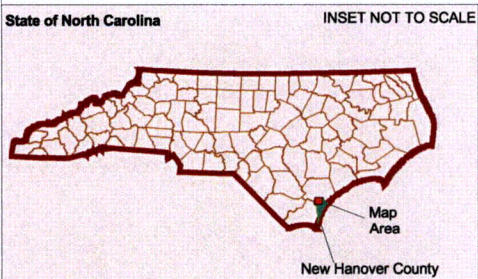 State of North Carolina
INSET NOT TO SCALE
Map
Area
New Hanover County